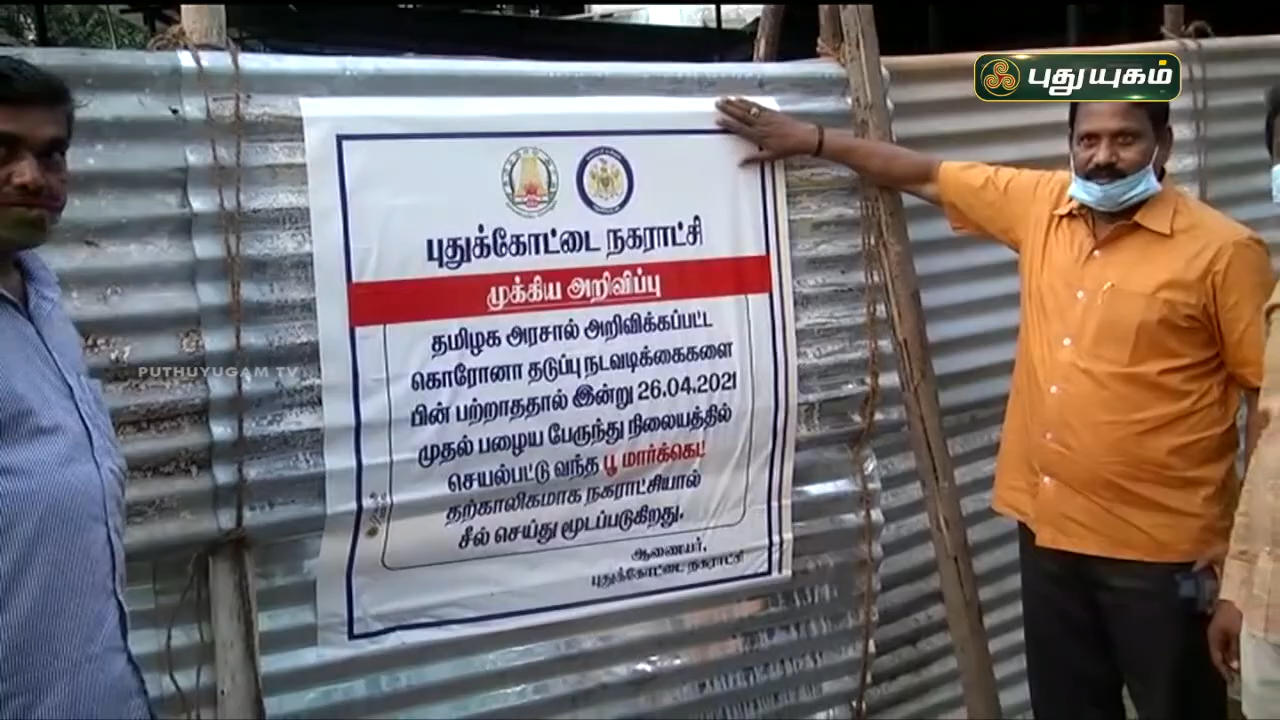 புதுயுகம்
புதுக்கோட்டை நகராட்சி
முக்கிய அறிவிப்பு
தமிழக அரசால் அறிவிக்கப்பட்ட
கொரோனா தடுப்பு நடவடிக்கைகளை
பின் பற்றாததால் இன்று 26.04.2021
முதல் பழைய பேருந்து நிலையத்தில்
செயல்பட்டு வந்த பூ மார்க்கெட்
தற்காலிகமாக நகராட்சியால்
சீல் செய்து மூடப்படுகிறது.
ஆணையர்,
புதுக்கோட்டை நகராட்சி
PUTHUYUGAM TV